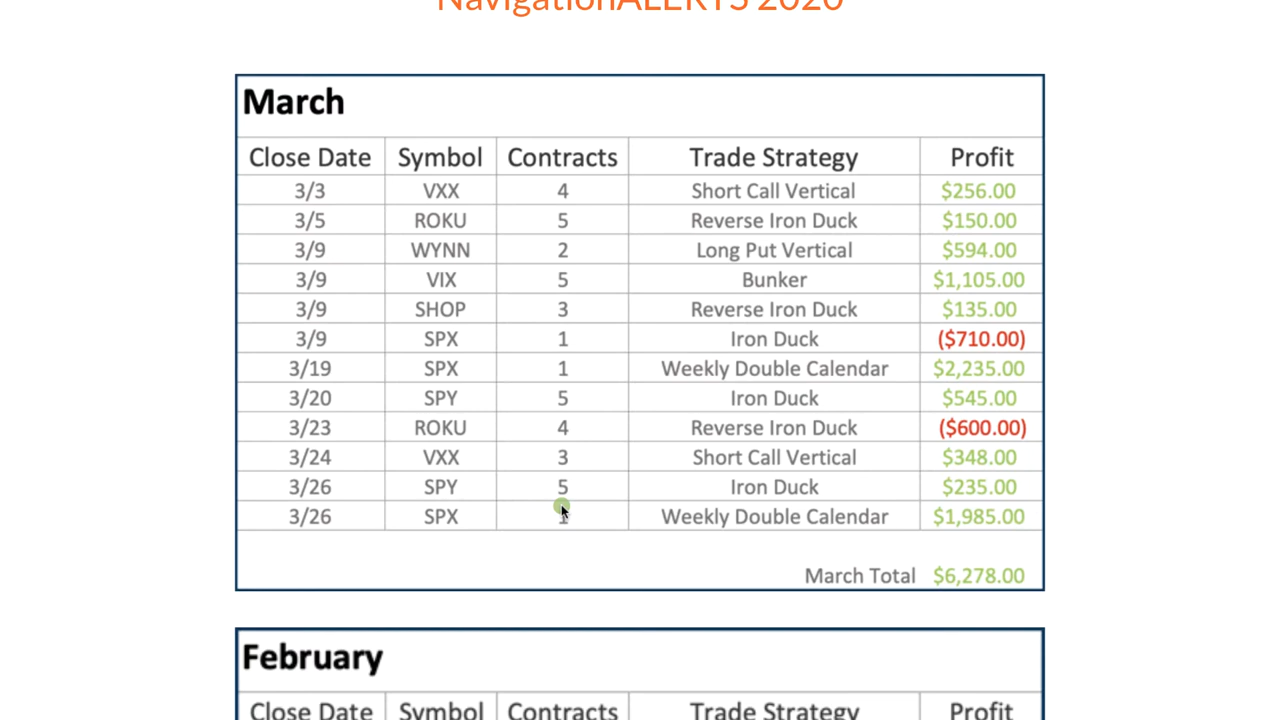 NavigationALERTS 2020
March
Close Date Symbol Contracts Trade Strategy Profit
3/3 VXX 4 Short Call Vertical $256.00
3/5 ROKU 5 Reverse Iron Duck $150.00
3/9 WYNN 2 Long Put Vertical $594.00
3/9 VIX 5 Bunker $1,105.00
3/9 SHOP 3 Reverse Iron Duck $135.00
3/9 SPX 1 Iron Duck ($710.00)
3/19 SPX 1 Weekly Double Calendar $2,235.00
3/20 SPY 5 Iron Duck $545.00
3/23 ROKU 4 Reverse Iron Duck ($600.00)
3/24 VXX 3 Short Call Vertical $348.00
3/26 SPY 5 Iron Duck $235.00
3/26 SPX 1 Weekly Double Calendar $1,985.00
March Total $6,278.00
February
Close Date Symbol Contracts Trade Strategy Profit